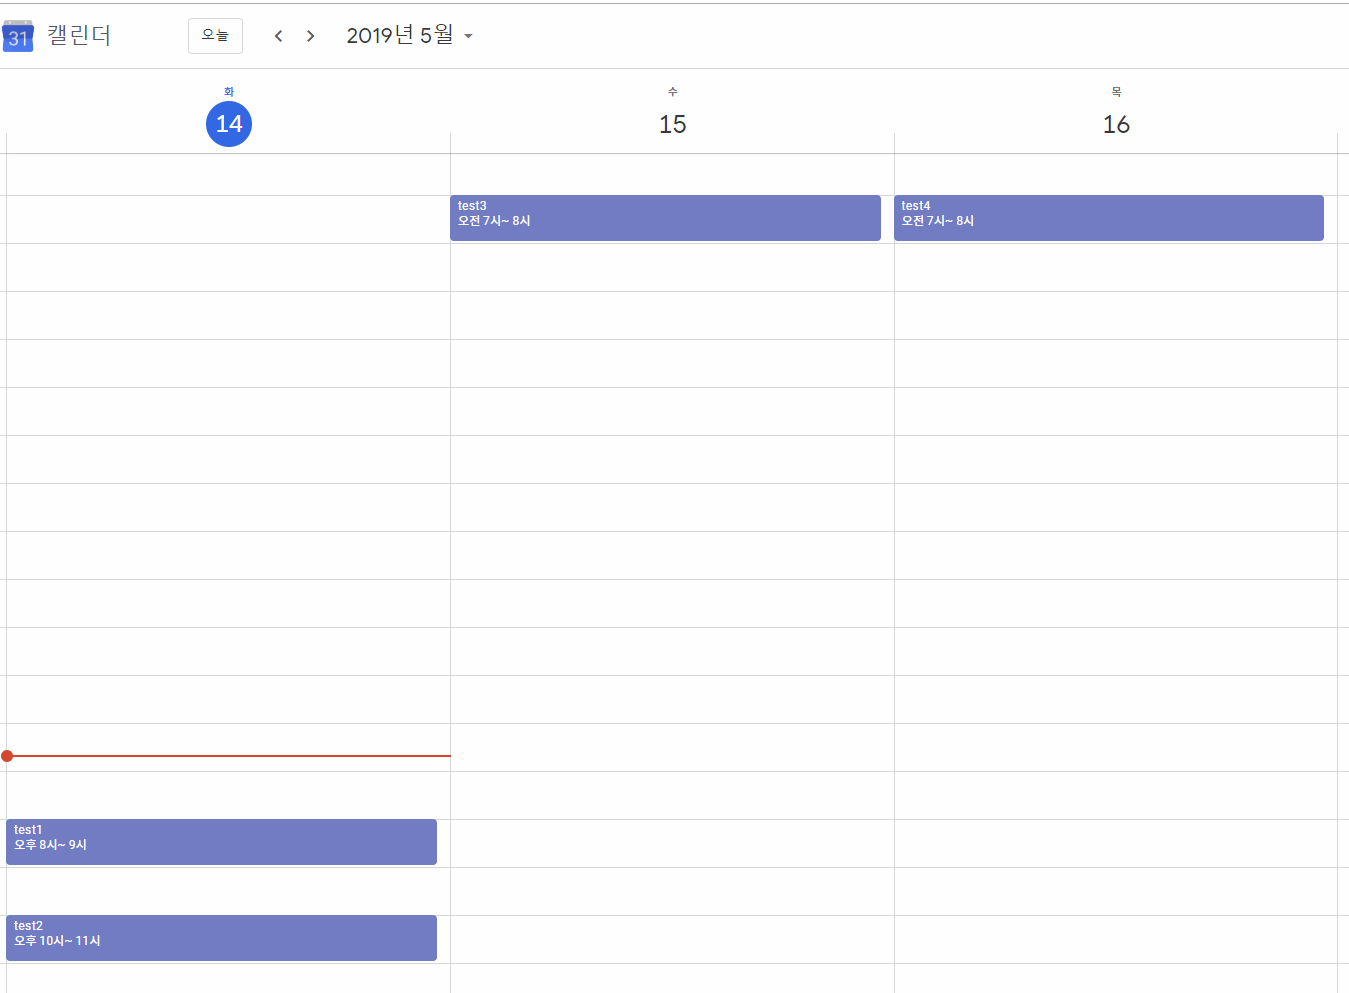 31 캘린더 오늘 2019년 5월
화 수 목
14 15 16
test3
오전 7시~ 8시
test4
오전 7시~ 8시
test1
오후 8시~ 9시
test2
오후 10시~ 11시